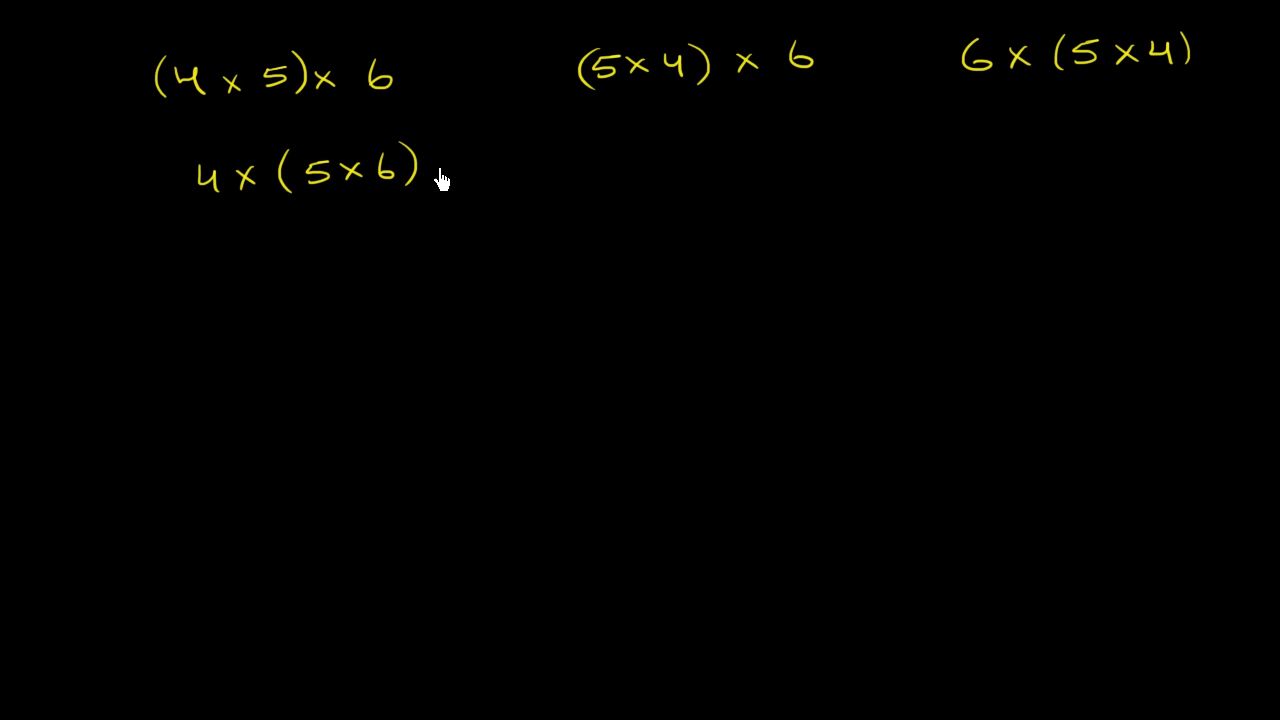 (4 x 5) x 6
(5 x 4) x 6
6 x (5 x 4)
4 x (5 x 6)